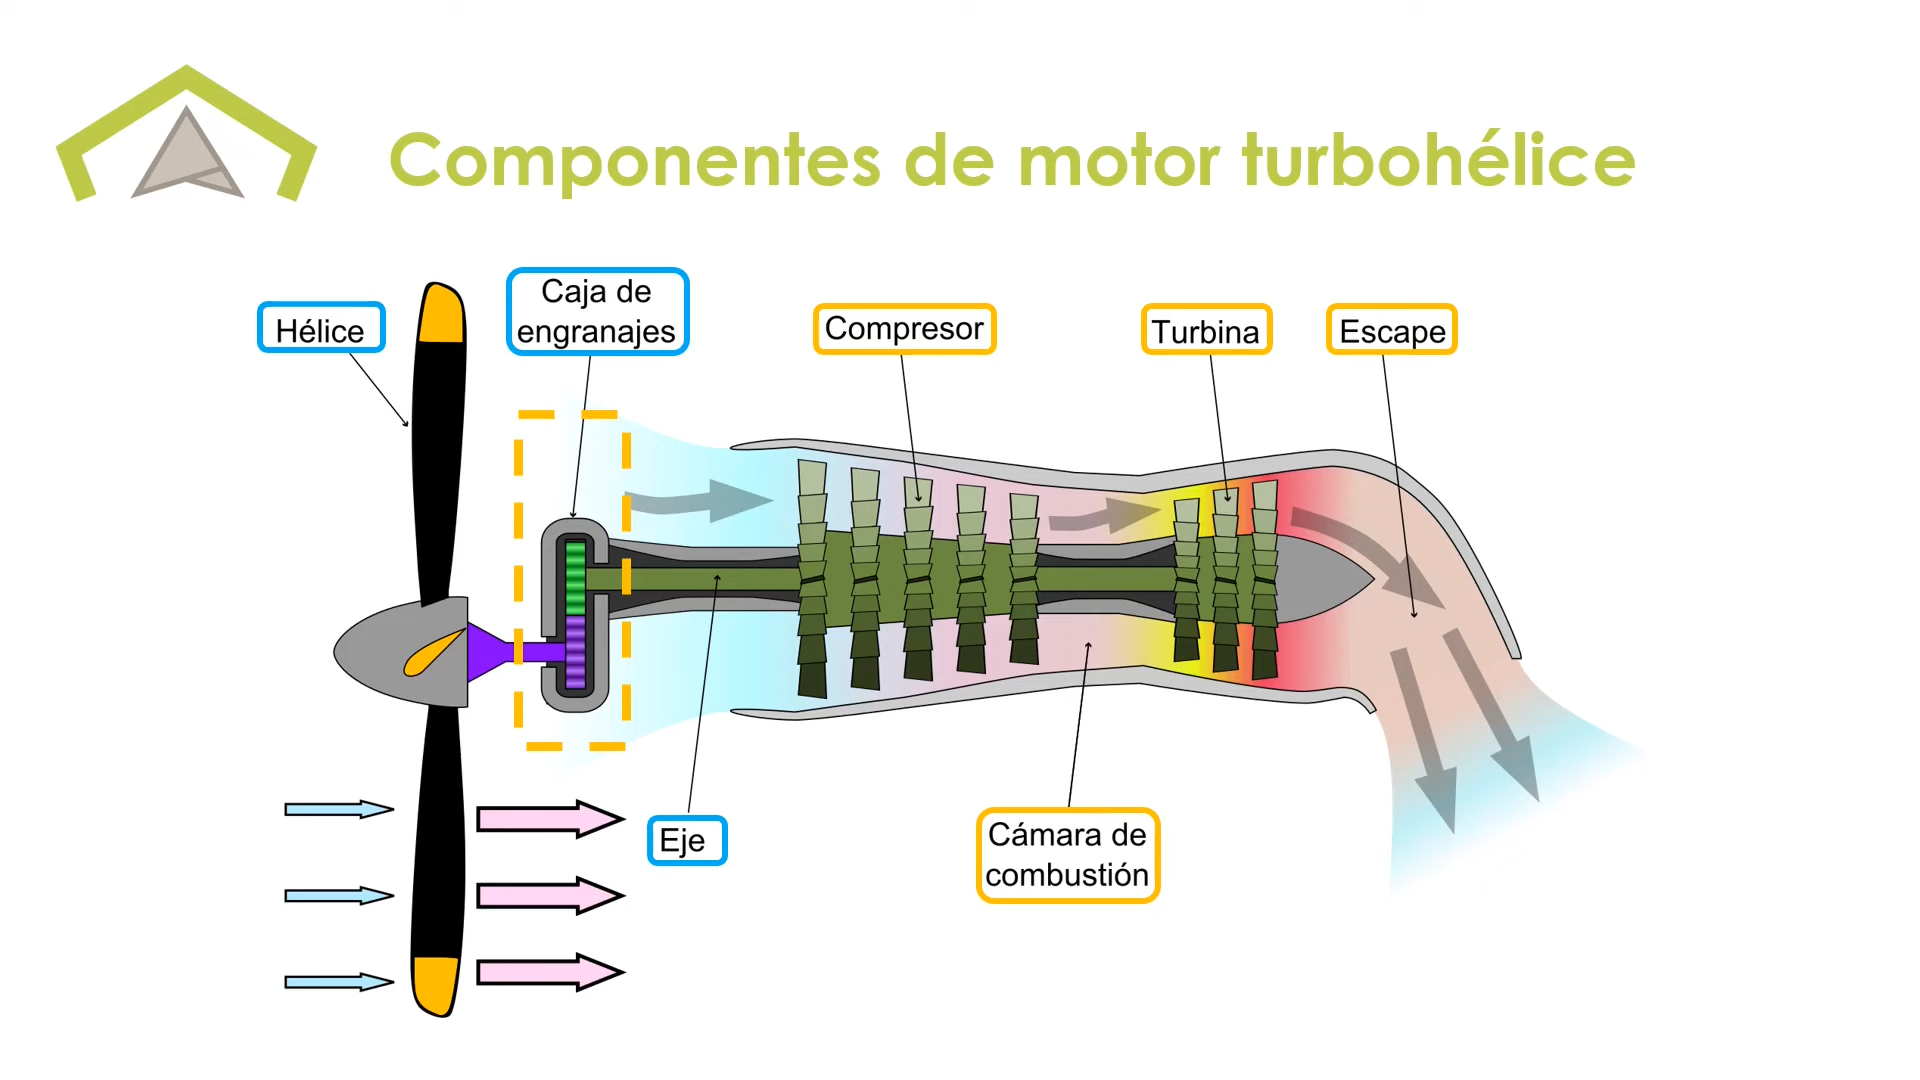 Componentes de motor turbohélice
Hélice
Caja de
engranajes
Compresor
Turbina
Escape
Eje
Cámara de
combustión